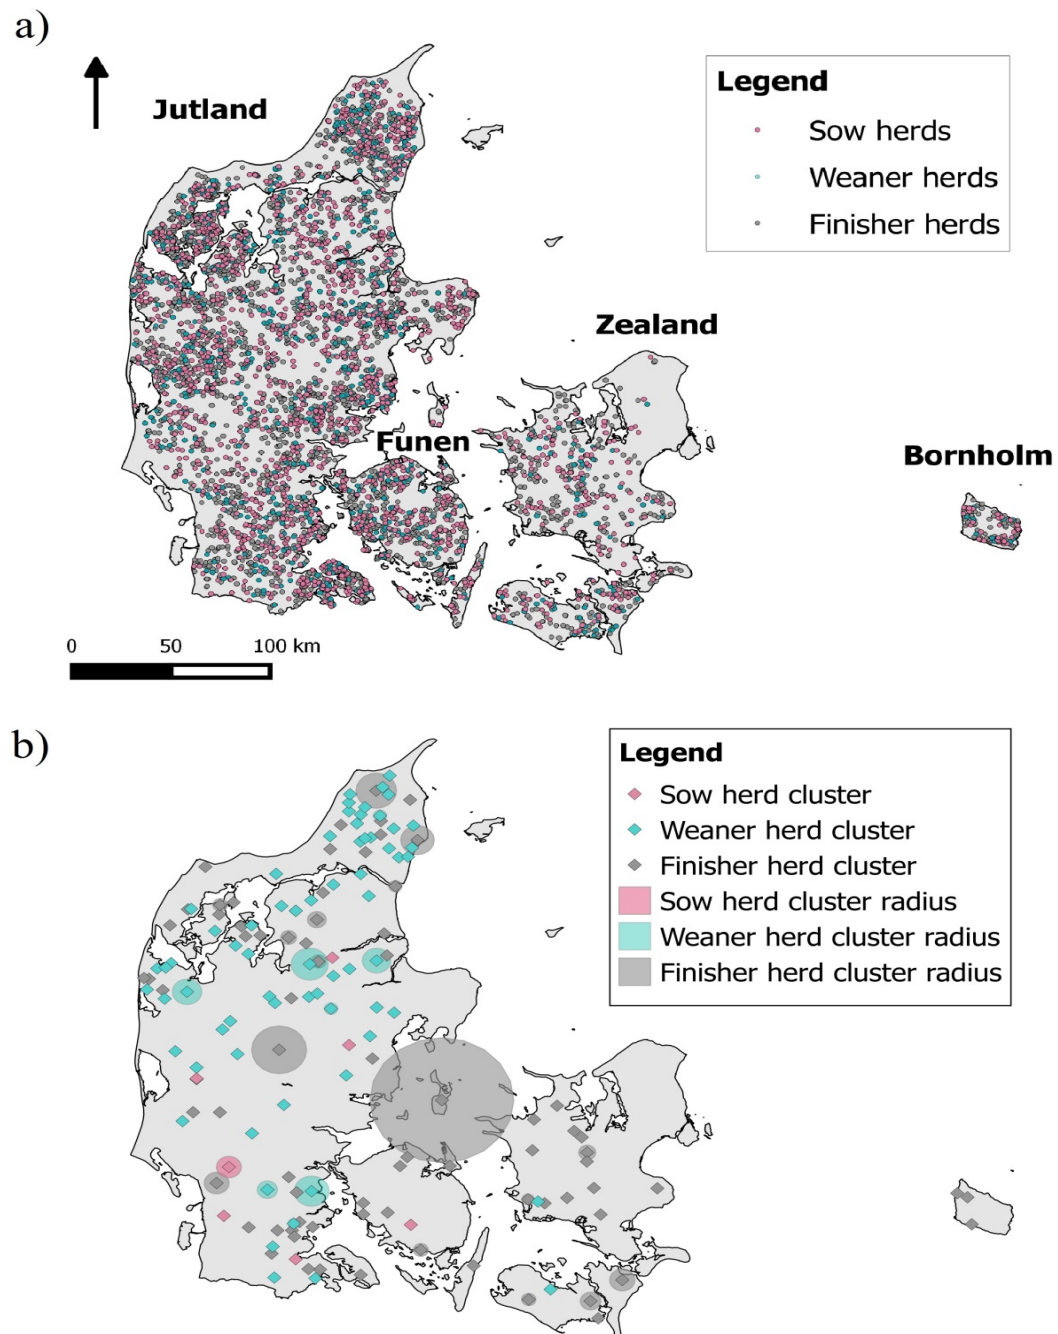 a)
Jutland
Legend
Sow herds
Weaner herds
Finisher herds
Zealand
Funen
Bornholm
0 50 100 km
b)
Legend
Sow herd cluster
Weaner herd cluster
Finisher herd cluster
Sow herd cluster radius
Weaner herd cluster radius
Finisher herd cluster radius